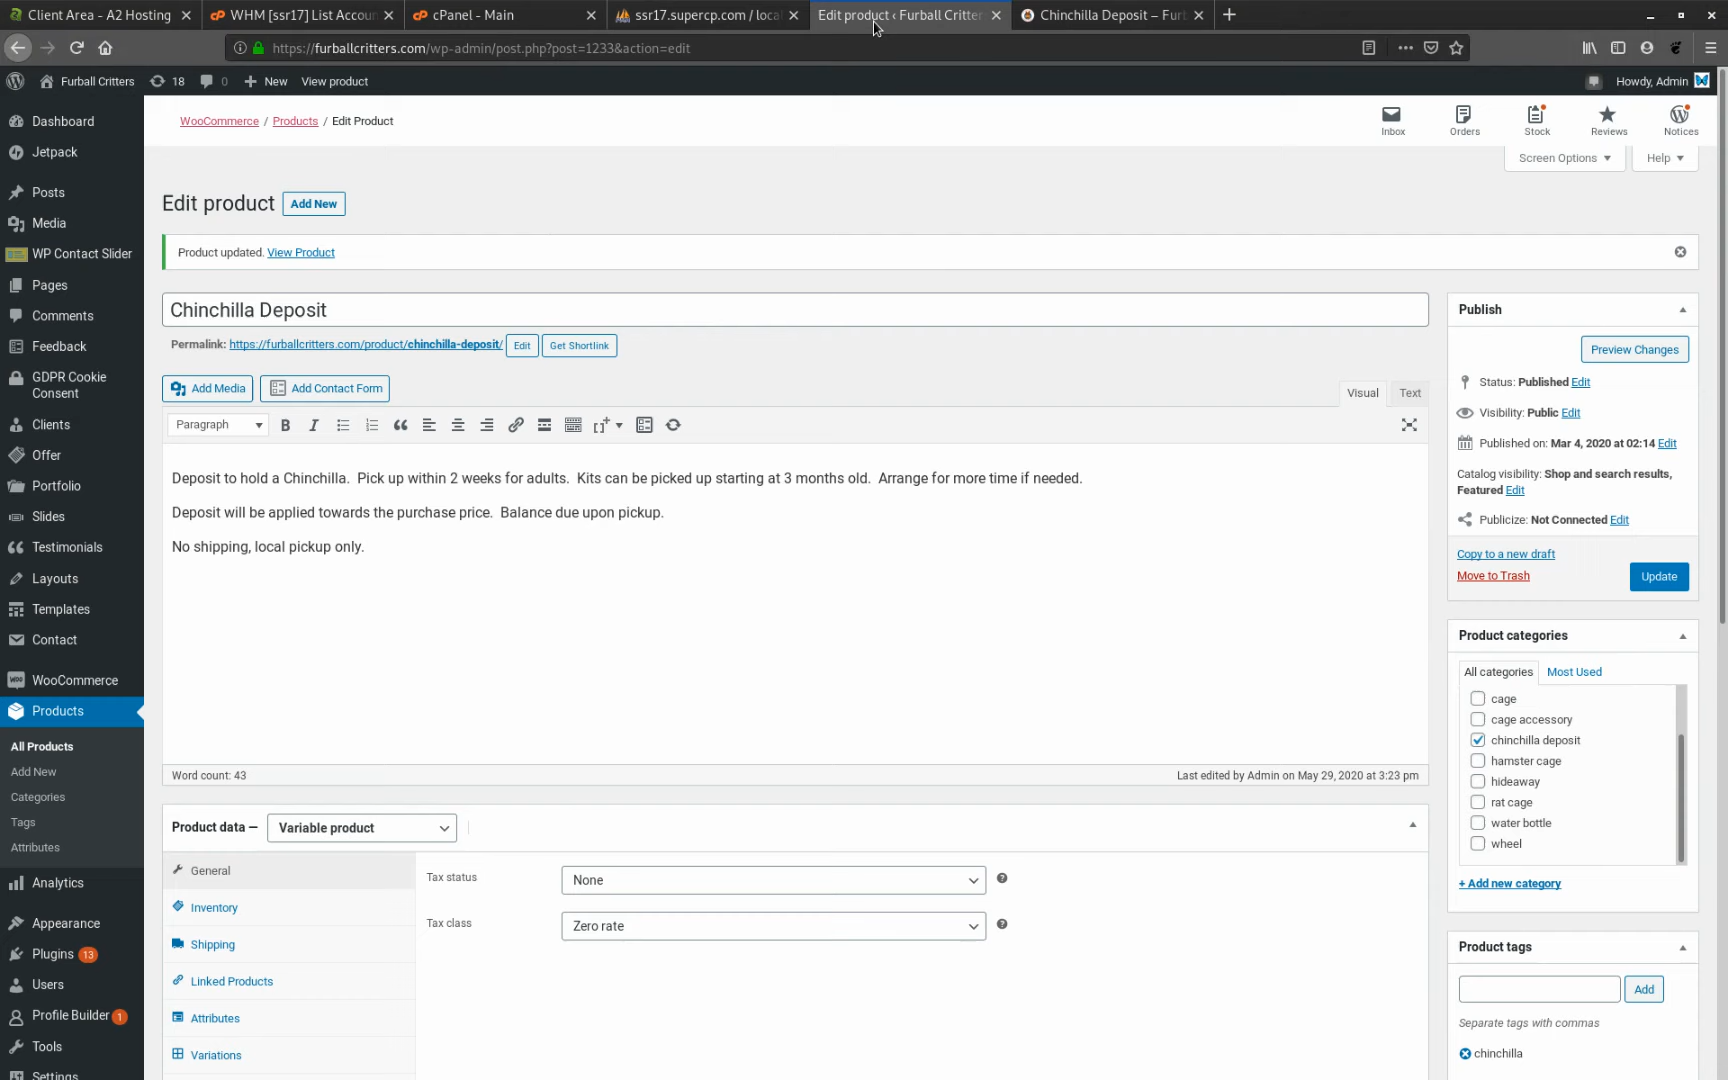 Client Area - A2 Hosting
WHM [ssr17] List Accoun
cPanel - Main
ssr17.supercp.com / loca
Edit product ‹ Furball Critter
Chinchilla Deposit – Furb
https://furballcritters.com/wp-admin/post.php?post=1233&action=edit
Furball Critters
18
0
New
View product
Howdy, Admin
Dashboard
Jetpack
Posts
Media
WP Contact Slider
Pages
Comments
Feedback
GDPR Cookie
Consent
Clients
Offer
Portfolio
Slides
Testimonials
Layouts
Templates
Contact
WooCommerce
Products
All Products
Add New
Categories
Tags
Attributes
Analytics
Appearance
Plugins 13
Users
Profile Builder 1
Tools
Settings
WooCommerce / Products / Edit Product
Inbox
Orders
Stock
Reviews
Notices
Screen Options
Help
Edit product
Add New
Product updated. View Product
Chinchilla Deposit
Permalink: https://furballcritters.com/product/chinchilla-deposit/
Edit
Get Shortlink
Add Media
Add Contact Form
Visual
Text
Paragraph
Deposit to hold a Chinchilla. Pick up within 2 weeks for adults. Kits can be picked up starting at 3 months old. Arrange for more time if needed.
Deposit will be applied towards the purchase price. Balance due upon pickup.
No shipping, local pickup only.
Word count: 43
Last edited by Admin on May 29, 2020 at 3:23 pm
Product data —
Variable product
General
Inventory
Shipping
Linked Products
Attributes
Variations
Tax status
None
Tax class
Zero rate
Publish
Preview Changes
Status: Published Edit
Visibility: Public Edit
Published on: Mar 4, 2020 at 02:14 Edit
Catalog visibility: Shop and search results,
Featured Edit
Publicize: Not Connected Edit
Copy to a new draft
Move to Trash
Update
Product categories
All categories
Most Used
cage
cage accessory
chinchilla deposit
hamster cage
hideaway
rat cage
water bottle
wheel
+ Add new category
Product tags
Add
Separate tags with commas
chinchilla